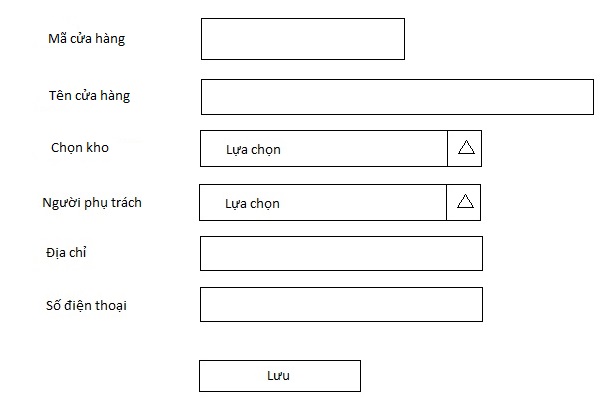 Mã cửa hàng
Tên cửa hàng
Chọn kho
Lựa chọn
Người phụ trách
Lựa chọn
Địa chỉ
Số điện thoại
Lưu